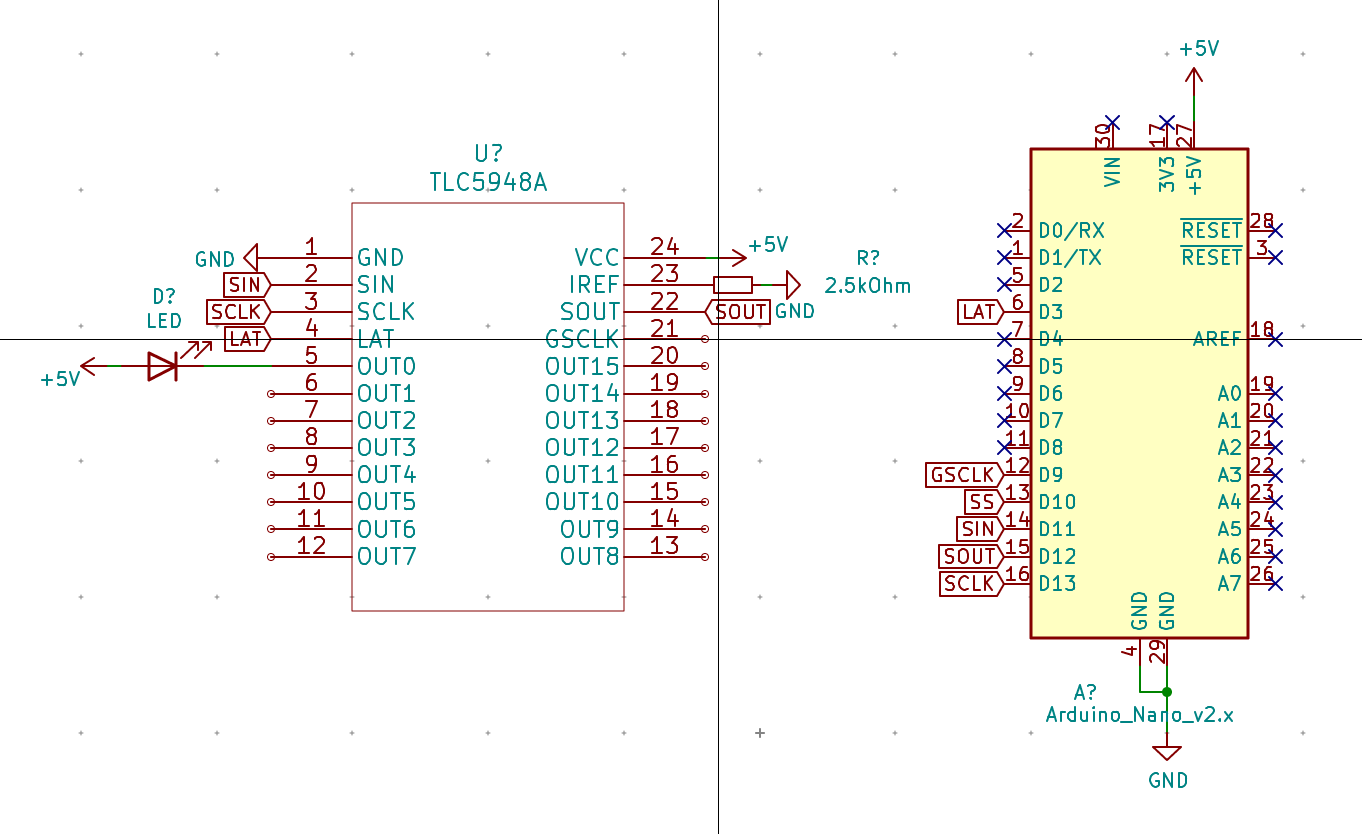 U?
TLC5948A
GND
1
GND
SIN
2
SIN
SCLK
3
SCLK
LAT
4
LAT
D?
LED
+5V
5
OUT0
6
OUT1
7
OUT2
8
OUT3
9
OUT4
10
OUT5
11
OUT6
12
OUT7
VCC
24
+5V
IREF
23
R?
2.5kOhm
GND
SOUT
22
SOUT
GSCLK
21
OUT15
20
OUT14
19
OUT13
18
OUT12
17
OUT11
16
OUT10
15
OUT9
14
OUT8
13
+5V
30
17
27
VIN
3V3
+5V
2
D0/RX
1
D1/TX
5
D2
LAT
6
D3
7
D4
8
D5
9
D6
10
D7
11
D8
GSCLK
12
D9
SS
13
D10
SIN
14
D11
SOUT
15
D12
SCLK
16
D13
RESET
28
RESET
3
AREF
18
A0
19
A1
20
A2
21
A3
22
A4
23
A5
24
A6
25
A7
26
GND
GND
4
29
A?
Arduino_Nano_v2.x
GND